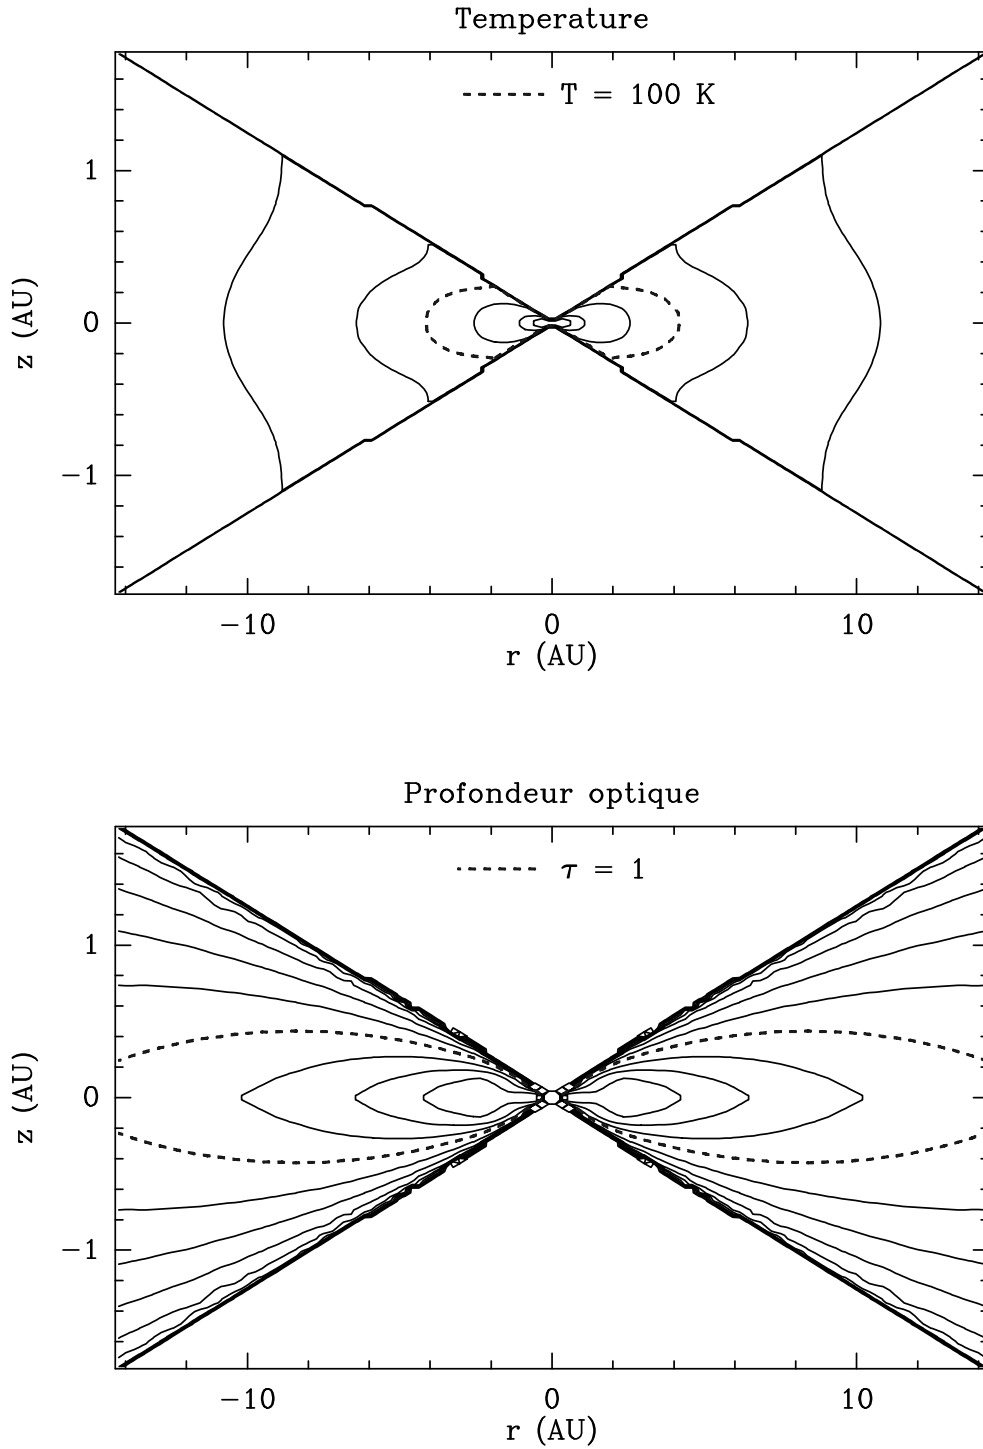 Temperature
T = 100 K
1
0
−1
z (AU)
−10 0 10
r (AU)
Profondeur optique
τ = 1
1
0
−1
z (AU)
−10 0 10
r (AU)